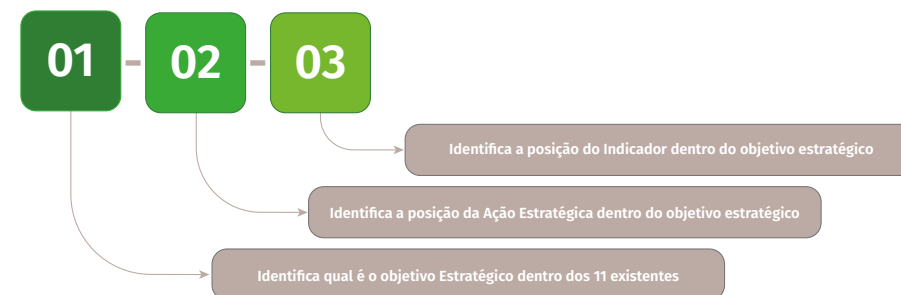 01 - 02 - 03
Identifica a posição do Indicador dentro do objetivo estratégico
Identifica a posição da Ação Estratégica dentro do objetivo estratégico
Identifica qual é o objetivo Estratégico dentro dos 11 existentes